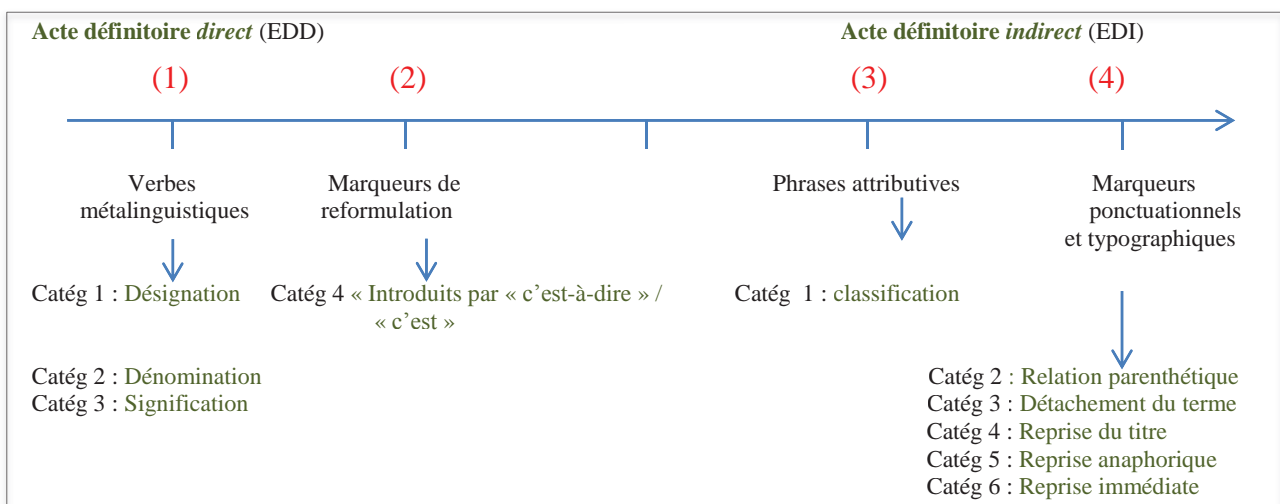 Acte définitoire direct (EDD)
Acte définitoire indirect (EDI)
(1)
(2)
(3)
(4)
Verbes
métalinguistiques
Marqueurs de
reformulation
Phrases attributives
Marqueurs
ponctuationnels
et typographiques
Catég 1 : Désignation
Catég 4 « Introduits par « c’est-à-dire » /
« c’est »
Catég 1 : classification
Catég 2 : Dénomination
Catég 3 : Signification
Catég 2 : Relation parenthétique
Catég 3 : Détachement du terme
Catég 4 : Reprise du titre
Catég 5 : Reprise anaphorique
Catég 6 : Reprise immédiate